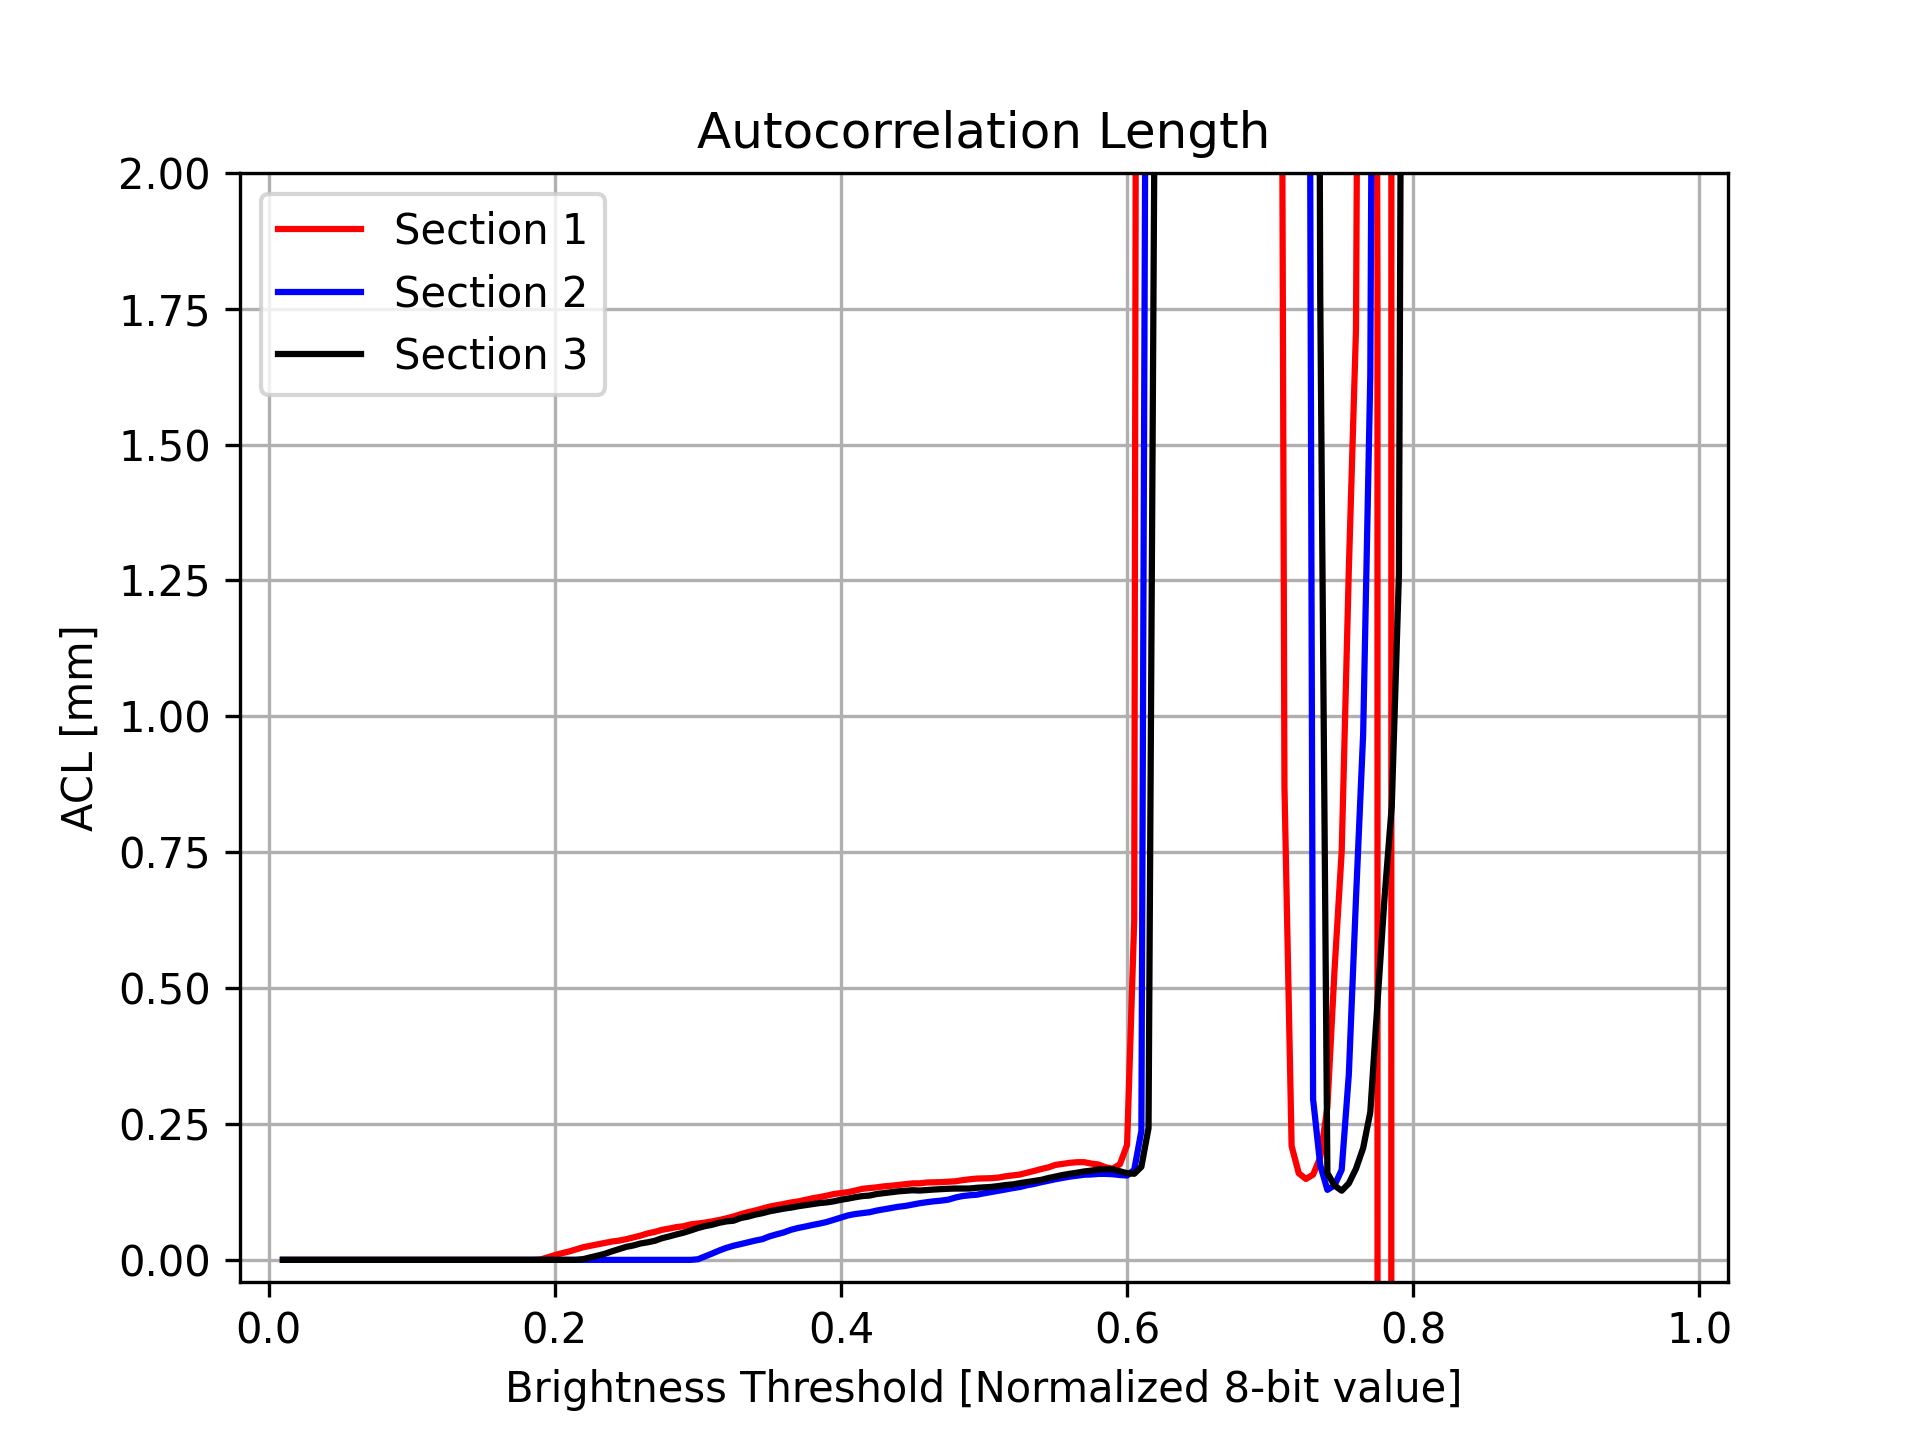 Autocorrelation Length
2.00
1.75
1.50
1.25
1.00
0.75
0.50
0.25
0.00
ACL [mm]
Section 1
Section 2
Section 3
0.0 0.2 0.4 0.6 0.8 1.0
Brightness Threshold [Normalized 8-bit value]